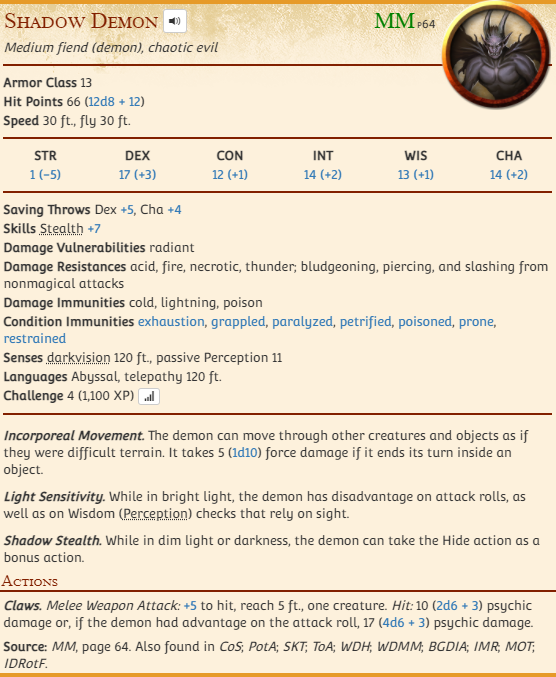 Shadow Demon MM P64
Medium fiend (demon), chaotic evil
Armor Class 13
Hit Points 66 (12d8 + 12)
Speed 30 ft., fly 30 ft.
STR DEX CON INT WIS CHA
1 (−5) 17 (+3) 12 (+1) 14 (+2) 13 (+1) 14 (+2)
Saving Throws Dex +5, Cha +4
Skills Stealth +7
Damage Vulnerabilities radiant
Damage Resistances acid, fire, necrotic, thunder; bludgeoning, piercing, and slashing from
nonmagical attacks
Damage Immunities cold, lightning, poison
Condition Immunities exhaustion, grappled, paralyzed, petrified, poisoned, prone,
restrained
Senses darkvision 120 ft., passive Perception 11
Languages Abyssal, telepathy 120 ft.
Challenge 4 (1,100 XP)
Incorporeal Movement. The demon can move through other creatures and objects as if
they were difficult terrain. It takes 5 (1d10) force damage if it ends its turn inside an
object.
Light Sensitivity. While in bright light, the demon has disadvantage on attack rolls, as
well as on Wisdom (Perception) checks that rely on sight.
Shadow Stealth. While in dim light or darkness, the demon can take the Hide action as a
bonus action.
Actions
Claws. Melee Weapon Attack: +5 to hit, reach 5 ft., one creature. Hit: 10 (2d6 + 3) psychic
damage or, if the demon had advantage on the attack roll, 17 (4d6 + 3) psychic damage.
Source: MM, page 64. Also found in CoS; PotA; SKT; ToA; WDH; WDMM; BGDIA; IMR; MOT;
IDRotF.